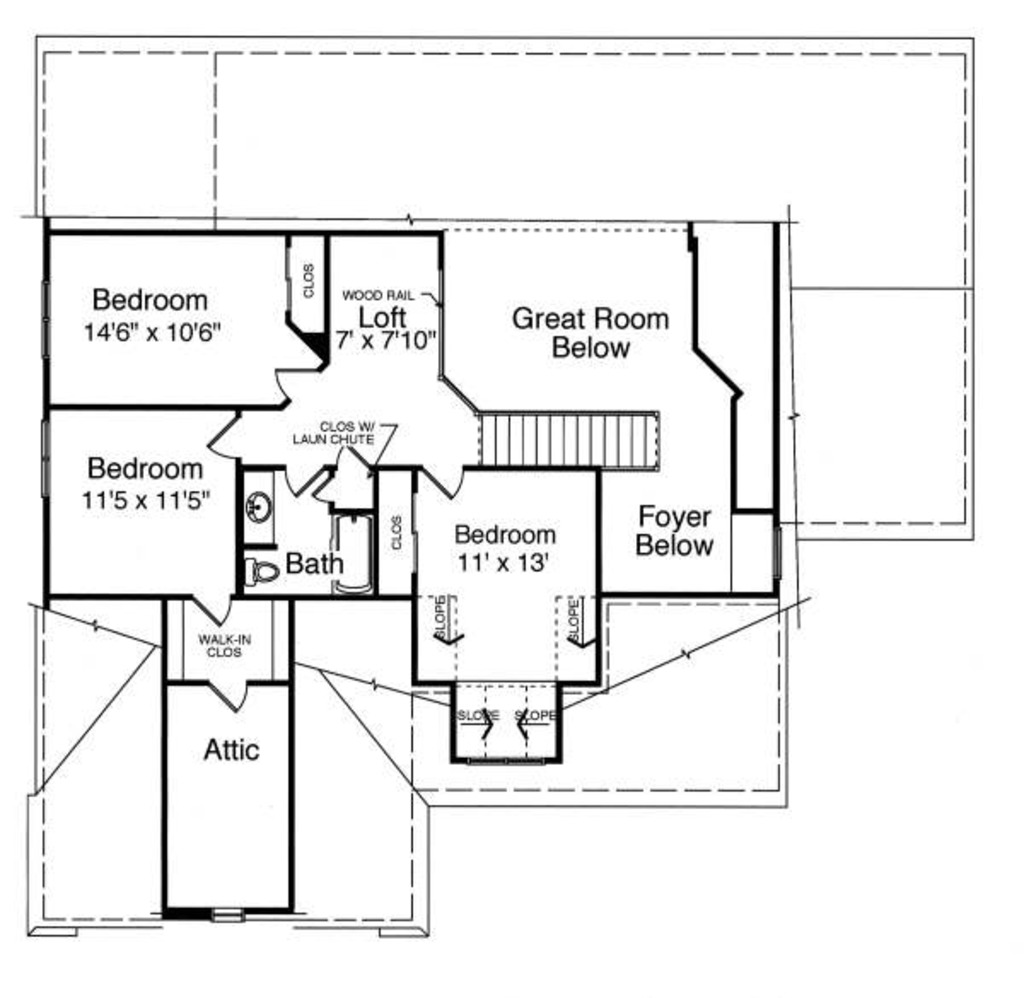 CLOS
Bedroom
14'6" x 10'6"
WOOD RAIL
Loft
7' x 7'10"
Great Room
Below
CLOS W/
LAUN CHUTE
Bedroom
11'5 x 11'5"
CLOS
Bedroom
11' x 13'
Foyer
Below
Bath
SLOPE
SLOPE
WALK-IN
CLOS
SLOPE
SLOPE
Attic